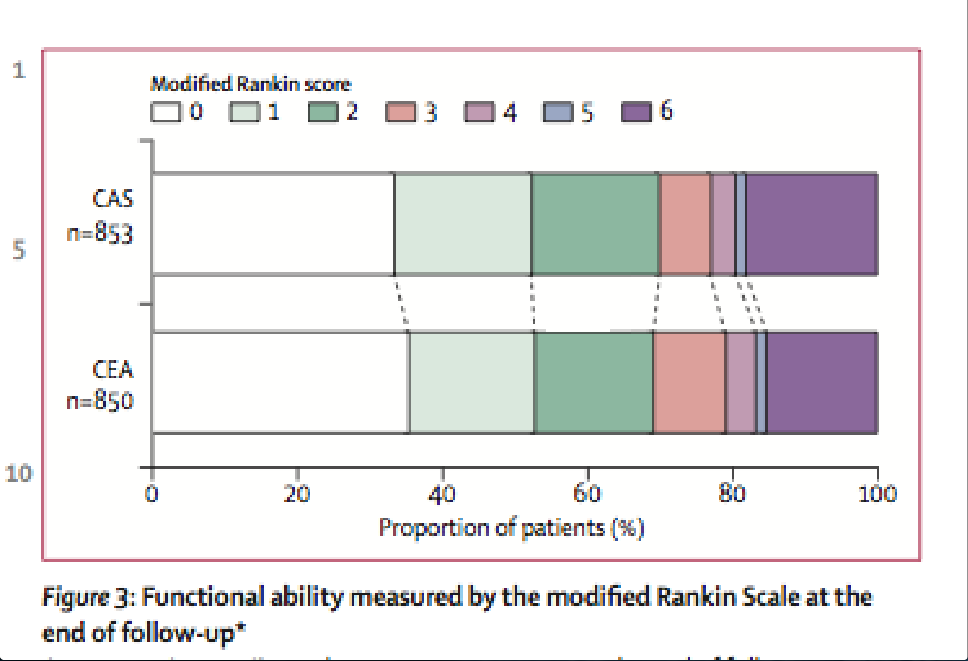 1
Modified Rankin score
0 1 2 3 4 5 6
CAS
n=853
5
CEA
n=850
10
0 20 40 60 80 100
Proportion of patients (%)
Figure 3: Functional ability measured by the modified Rankin Scale at the
end of follow-up*